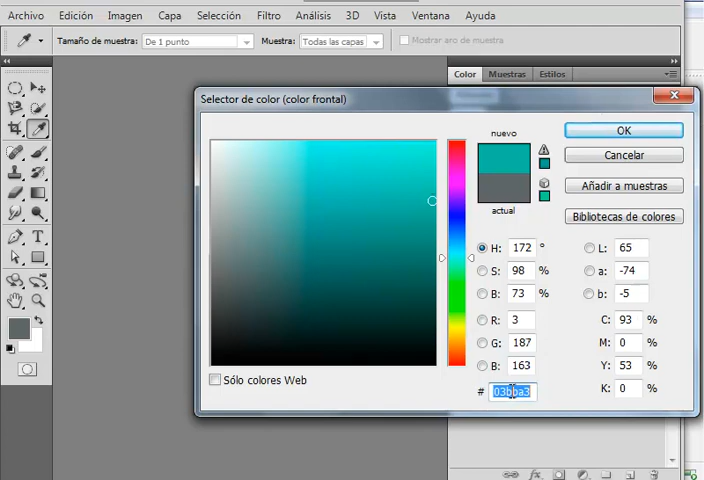 Archivo Edición Imagen Capa Selección Filtro Análisis 3D Vista Ventana Ayuda
Tamaño de muestra: De 1 punto Muestra: Todas las capas Mostrar aro de muestra
Color Muestras Estilos
Selector de color (color frontal)
nuevo
actual
OK
Cancelar
Añadir a muestras
Bibliotecas de colores
H: 172 °
S: 98 %
B: 73 %
R: 3
G: 187
B: 163
# 03bba3
L: 65
a: -74
b: -5
C: 93 %
M: 0 %
Y: 53 %
K: 0 %
Sólo colores Web